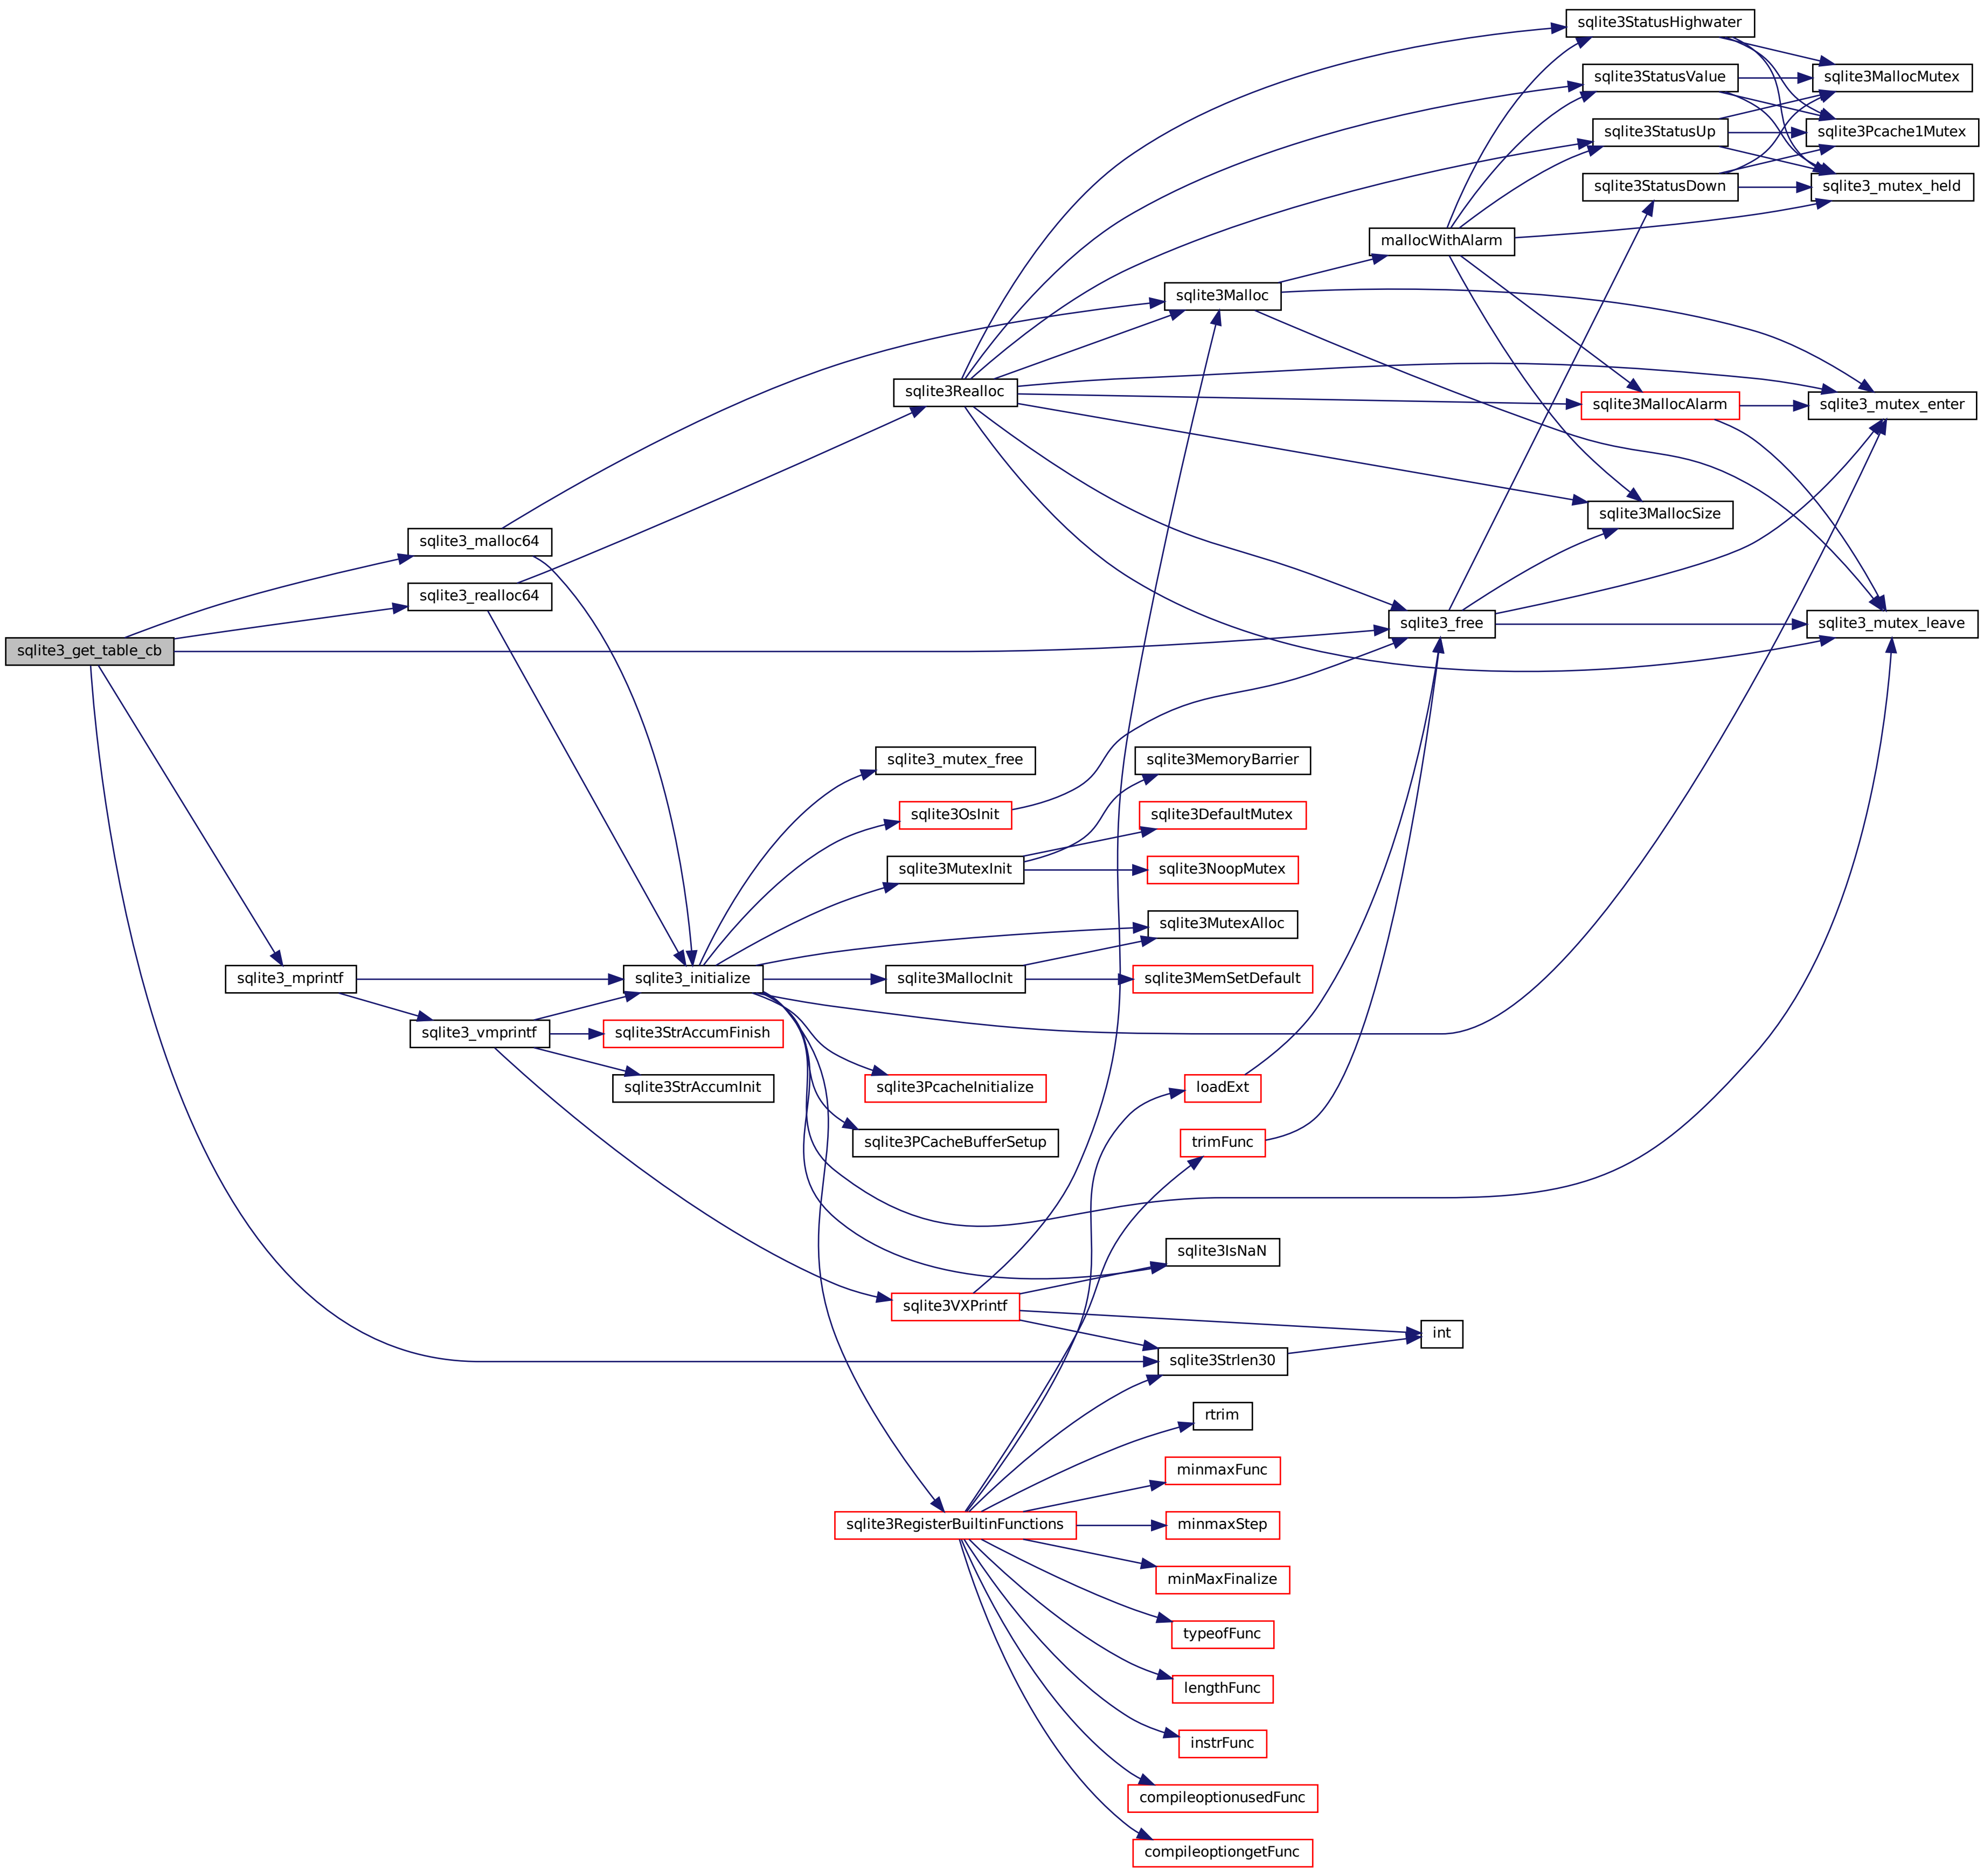 sqlite3StatusHighwater
sqlite3StatusValue
sqlite3MallocMutex
sqlite3StatusUp
sqlite3Pcache1Mutex
sqlite3StatusDown
sqlite3_mutex_held
mallocWithAlarm
sqlite3Malloc
sqlite3Realloc
sqlite3MallocAlarm
sqlite3_mutex_enter
sqlite3MallocSize
sqlite3_malloc64
sqlite3_realloc64
sqlite3_free
sqlite3_mutex_leave
sqlite3_get_table_cb
sqlite3_mutex_free
sqlite3MemoryBarrier
sqlite3OsInit
sqlite3DefaultMutex
sqlite3MutexInit
sqlite3NoopMutex
sqlite3MutexAlloc
sqlite3_mprintf
sqlite3_initialize
sqlite3MallocInit
sqlite3MemSetDefault
sqlite3_vmprintf
sqlite3StrAccumFinish
sqlite3StrAccumInit
sqlite3PcacheInitialize
loadExt
sqlite3PCacheBufferSetup
trimFunc
sqlite3IsNaN
sqlite3VXPrintf
int
sqlite3Strlen30
rtrim
minmaxFunc
sqlite3RegisterBuiltinFunctions
minmaxStep
minMaxFinalize
typeofFunc
lengthFunc
instrFunc
compileoptionusedFunc
compileoptiongetFunc